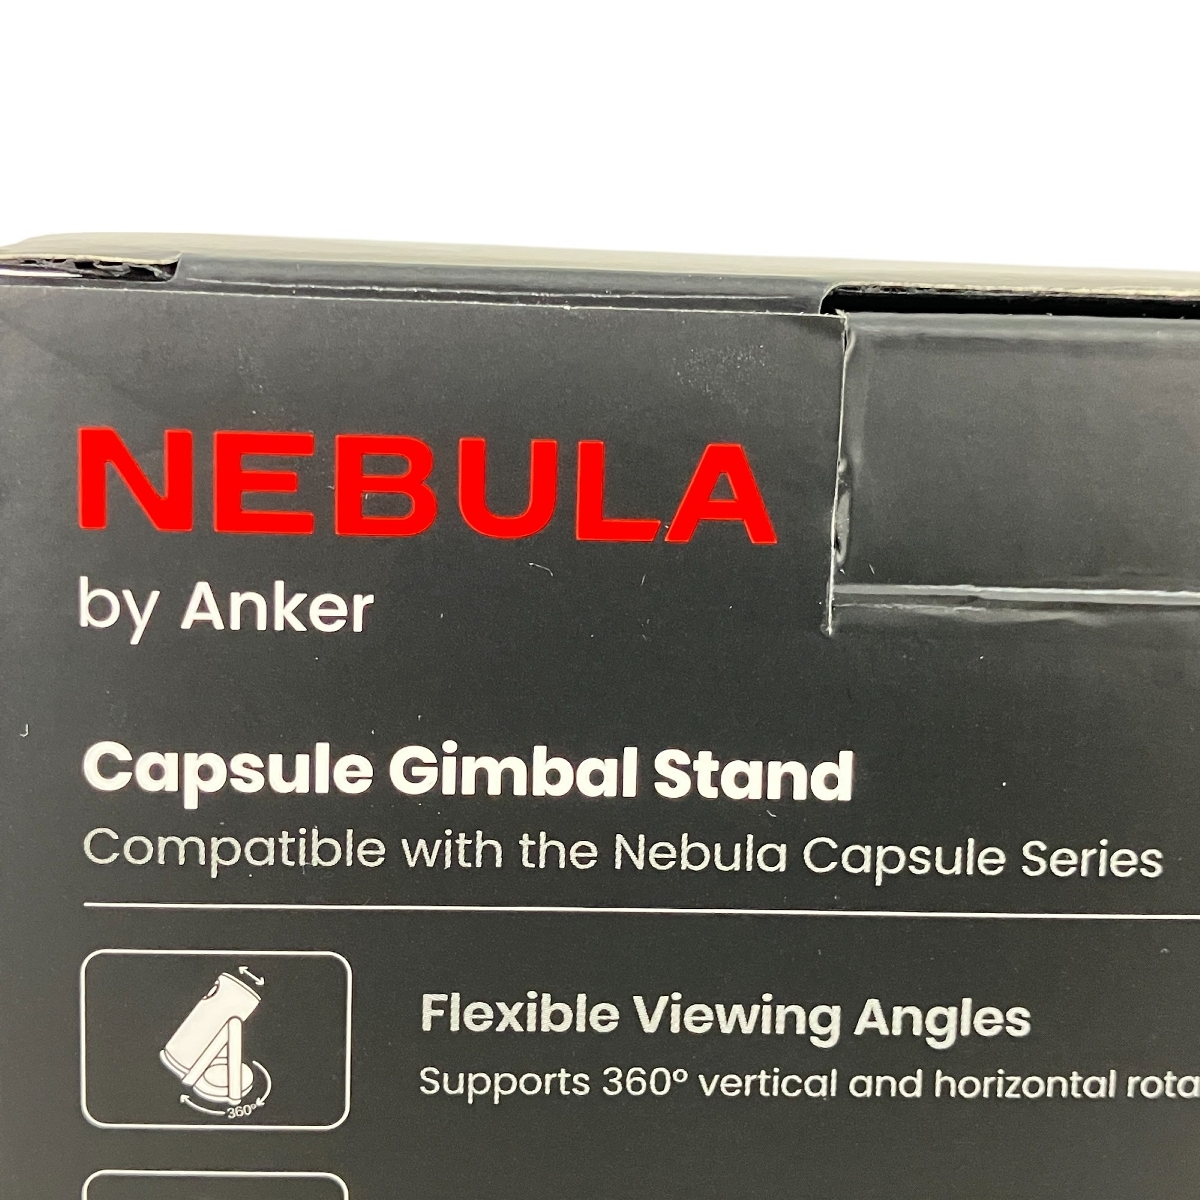 NEBULA
by Anker
Capsule Gimbal Stand
Compatible with the Nebula Capsule Series
Flexible Viewing Angles
Supports 360° vertical and horizontal rota
360°